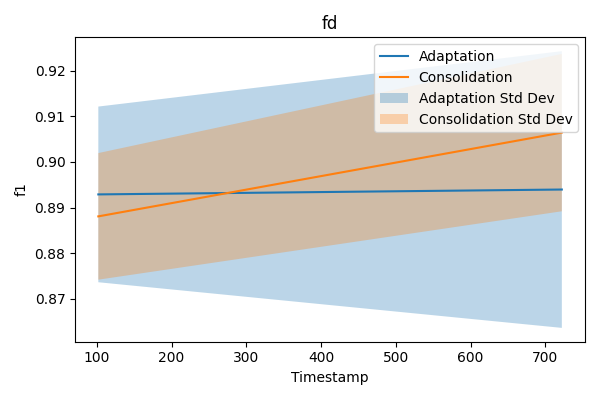 fd
Adaptation
Consolidation
Adaptation Std Dev
Consolidation Std Dev
0.92
0.91
0.90
0.89
0.88
0.87
f1
100 200 300 400 500 600 700
Timestamp